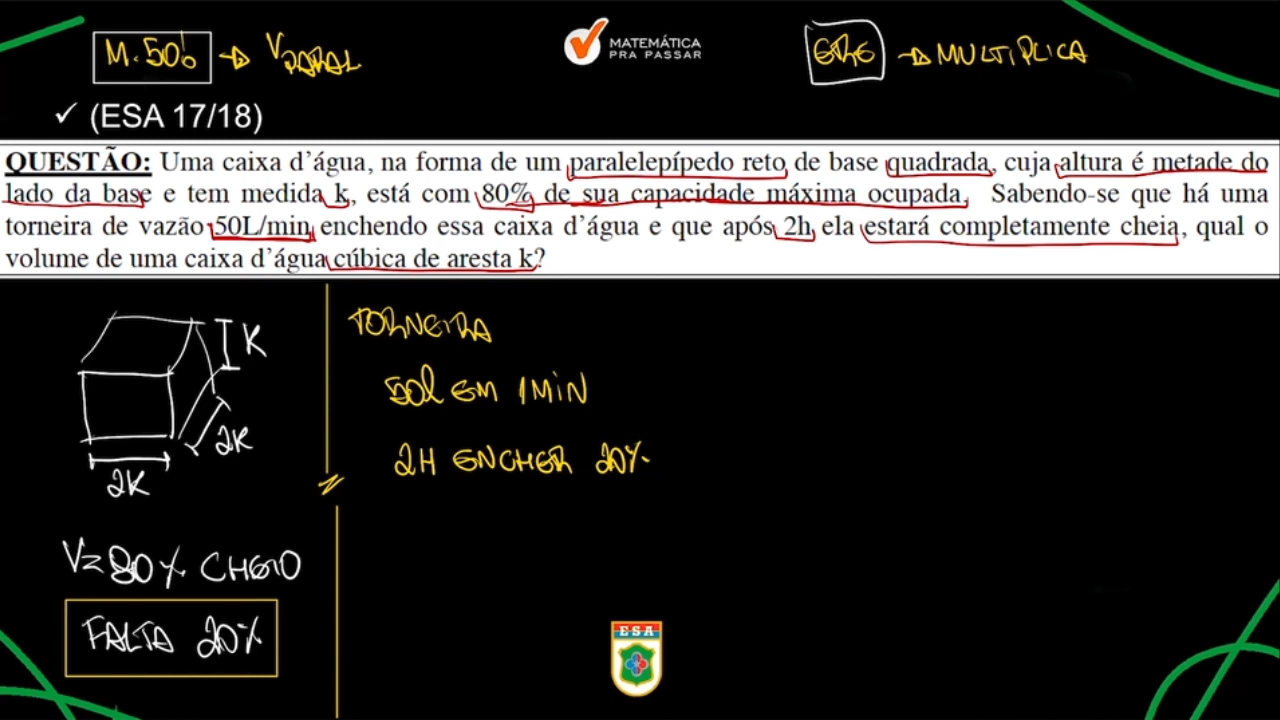 M.50%
→ VPARAL
MATEMÁTICA
PRA PASSAR
→ MULTIPLICA
✓ (ESA 17/18)
QUESTÃO: Uma caixa d'água, na forma de um paralelepípedo reto de base quadrada, cuja altura é metade do
lado da base e tem medida k, está com 80% de sua capacidade máxima ocupada. Sabendo-se que há uma
torneira de vazão 50L/min enchendo essa caixa d'água e que após 2h ela estará completamente cheia, qual o
volume de uma caixa d'água cúbica de aresta k?
K
2K
2K
TORNEIRA
50l EM 1MIN
2H ENCHER 20%
V=80% CHEIO
FALTA 20%
ESA